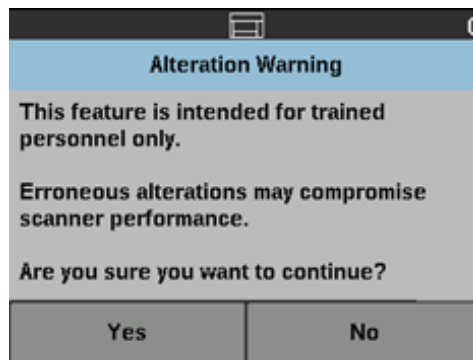 Alteration Warning
This feature is intended for trained
personnel only.
Erroneous alterations may compromise
scanner performance.
Are you sure you want to continue?
Yes
No